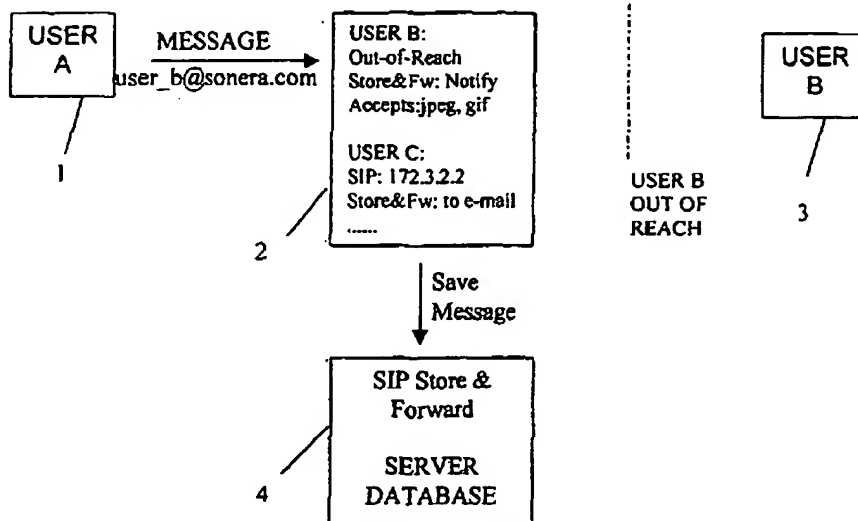 USER
A
MESSAGE
user_b@sonera.com
1
USER B:
Out-of-Reach
Store&Fw: Notify
Accepts:jpeg, gif
USER C:
SIP: 172.3.2.2
Store&Fw: to e-mail
......
2
USER B
OUT OF
REACH
USER
B
3
Save
Message
SIP Store &
Forward
SERVER
DATABASE
4